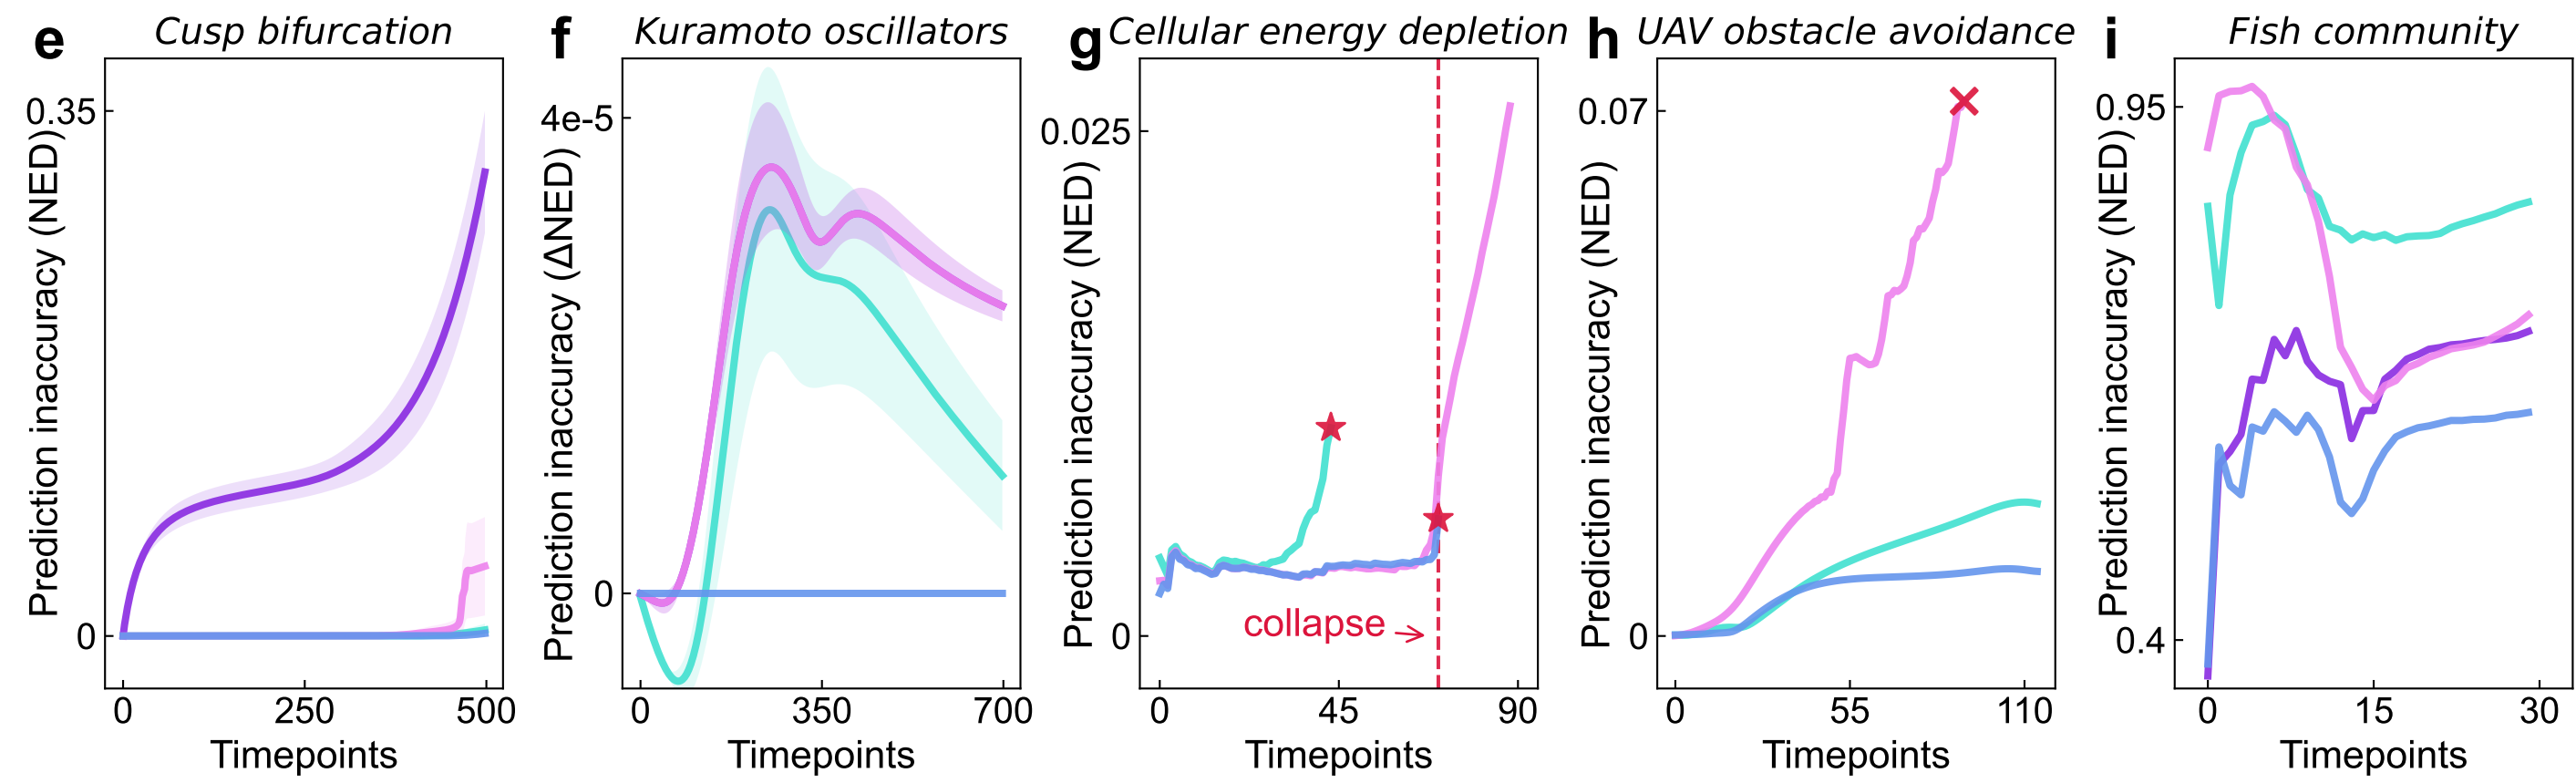 e Cusp bifurcation
Prediction inaccuracy (NED)
0.35
0
0 250 500
Timepoints
f Kuramoto oscillators
Prediction inaccuracy (ΔNED)
4e-5
0
0 350 700
Timepoints
g Cellular energy depletion
Prediction inaccuracy (NED)
0.025
0
collapse
0 45 90
Timepoints
h UAV obstacle avoidance
Prediction inaccuracy (NED)
0.07
0
0 55 110
Timepoints
i Fish community
Prediction inaccuracy (NED)
0.95
0.4
0 15 30
Timepoints